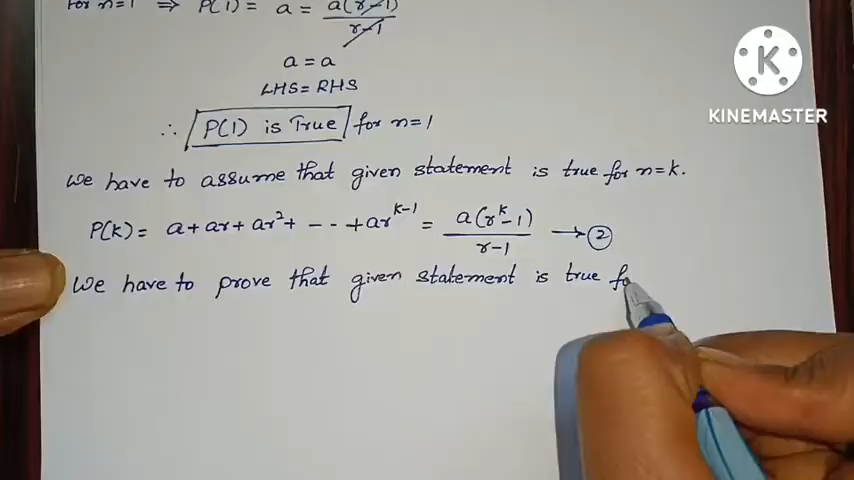 for n=1 ⇒ P(1) = a = a(r-1)/r-1
a = a
LHS = RHS
∴ P(1) is True for n=1
We have to assume that given statement is true for n=k.
P(k) = a+ar+ar²+ --- +ar^(k-1) = a(r^k-1)/r-1 → ②
We have to prove that given statement is true fo
K
KINEMASTER